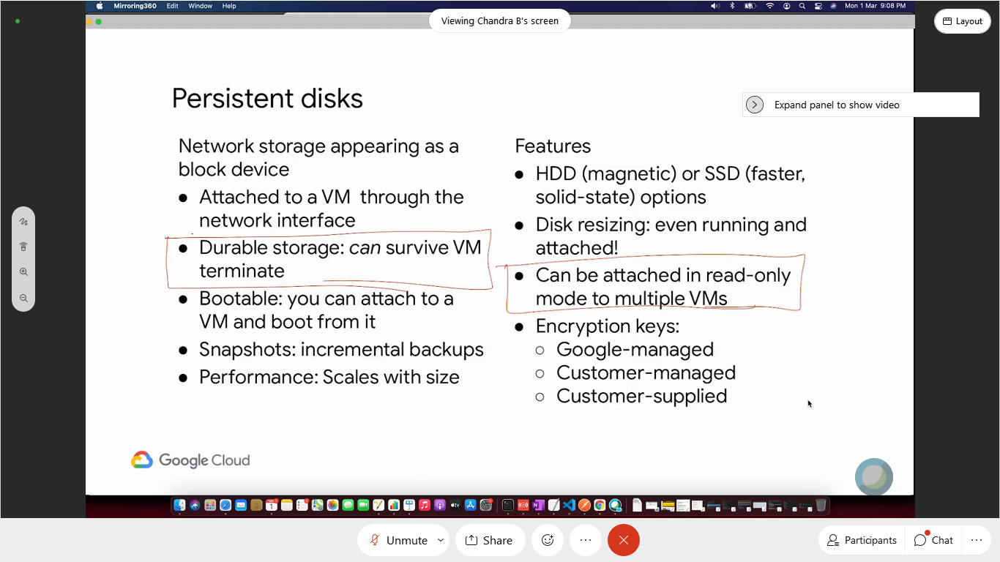 Mirroring360 Edit Window Help
Mon 1 Mar 9:08 PM
Viewing Chandra B's screen
Layout
Expand panel to show video
Persistent disks
Network storage appearing as a
block device
● Attached to a VM through the
network interface
● Durable storage: can survive VM
terminate
● Bootable: you can attach to a
VM and boot from it
● Snapshots: incremental backups
● Performance: Scales with size
Features
● HDD (magnetic) or SSD (faster,
solid-state) options
● Disk resizing: even running and
attached!
● Can be attached in read-only
mode to multiple VMs
● Encryption keys:
○ Google-managed
○ Customer-managed
○ Customer-supplied
Google Cloud
Unmute
Share
Participants
Chat